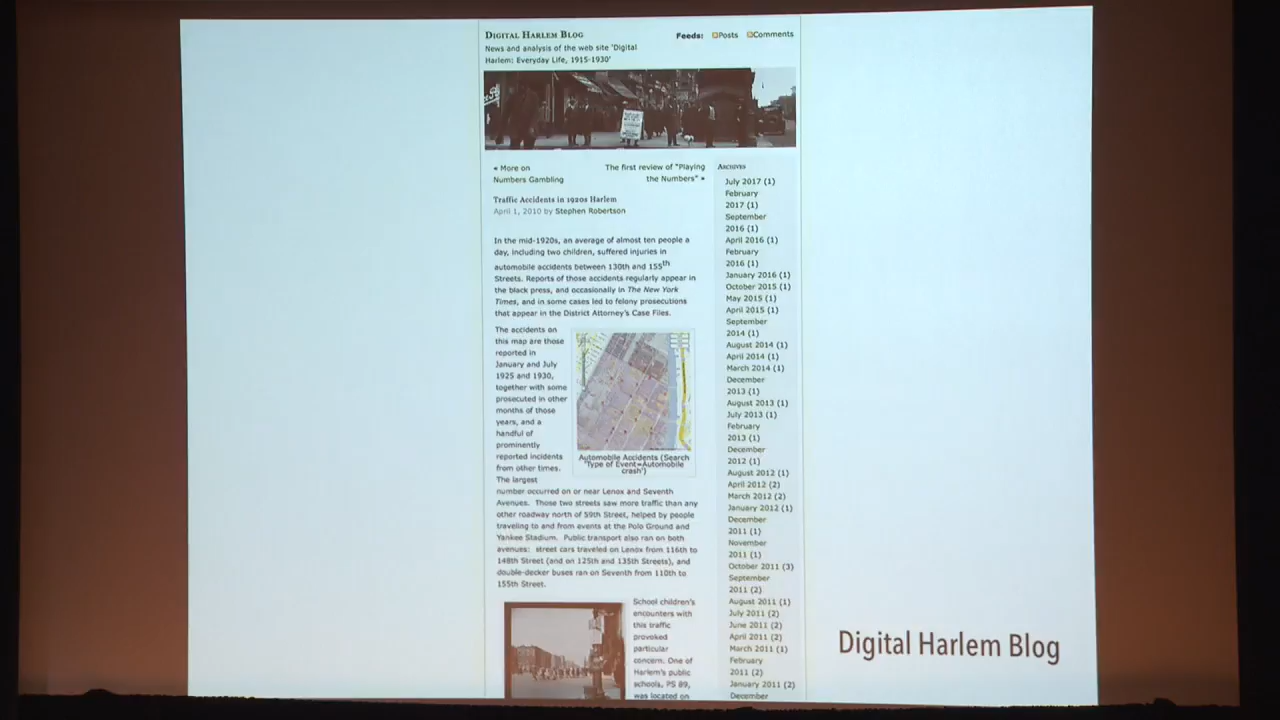 DIGITAL HARLEM BLOG
News and analysis of the web site 'Digital
Harlem: Everyday Life, 1915-1930'
Feeds: Posts Comments
« More on
Numbers Gambling
The first review of "Playing
the Numbers" »
Traffic Accidents in 1920s Harlem
April 1, 2010 by Stephen Robertson
In the mid-1920s, an average of almost ten people a
day, including two children, suffered injuries in
automobile accidents between 130th and 155th
Streets. Reports of those accidents regularly appear in
the black press, and occasionally in The New York
Times, and in some cases led to felony prosecutions
that appear in the District Attorney's Case Files.
The accidents on
this map are those
reported in
January and July
1925 and 1930,
together with some
prosecuted in other
months of those
years, and a
handful of
prominently
reported incidents
from other times.
The largest
number occurred on or near Lenox and Seventh
Avenues. Those two streets saw more traffic than any
other roadway north of 59th Street, helped by people
traveling to and from events at the Polo Ground and
Yankee Stadium. Public transport also ran on both
avenues: street cars traveled on Lenox from 116th to
148th Street (and on 125th and 135th Streets), and
double-decker buses ran on Seventh from 110th to
155th Street.
Automobile Accidents (Search
"Type of Event=Automobile
crash')
School children's
encounters with
this traffic
provoked
particular
concern. One of
Harlem's public
schools, PS 89,
was located on
ARCHIVES
July 2017 (1)
February
2017 (1)
September
2016 (1)
April 2016 (1)
February
2016 (1)
January 2016 (1)
October 2015 (1)
May 2015 (1)
April 2015 (1)
September
2014 (1)
August 2014 (1)
April 2014 (1)
March 2014 (1)
December
2013 (1)
August 2013 (1)
July 2013 (1)
February
2013 (1)
December
2012 (1)
August 2012 (1)
April 2012 (2)
March 2012 (2)
January 2012 (1)
December
2011 (1)
November
2011 (1)
October 2011 (3)
September
2011 (2)
August 2011 (1)
July 2011 (2)
June 2011 (2)
April 2011 (2)
March 2011 (1)
February
2011 (2)
January 2011 (2)
December
Digital Harlem Blog